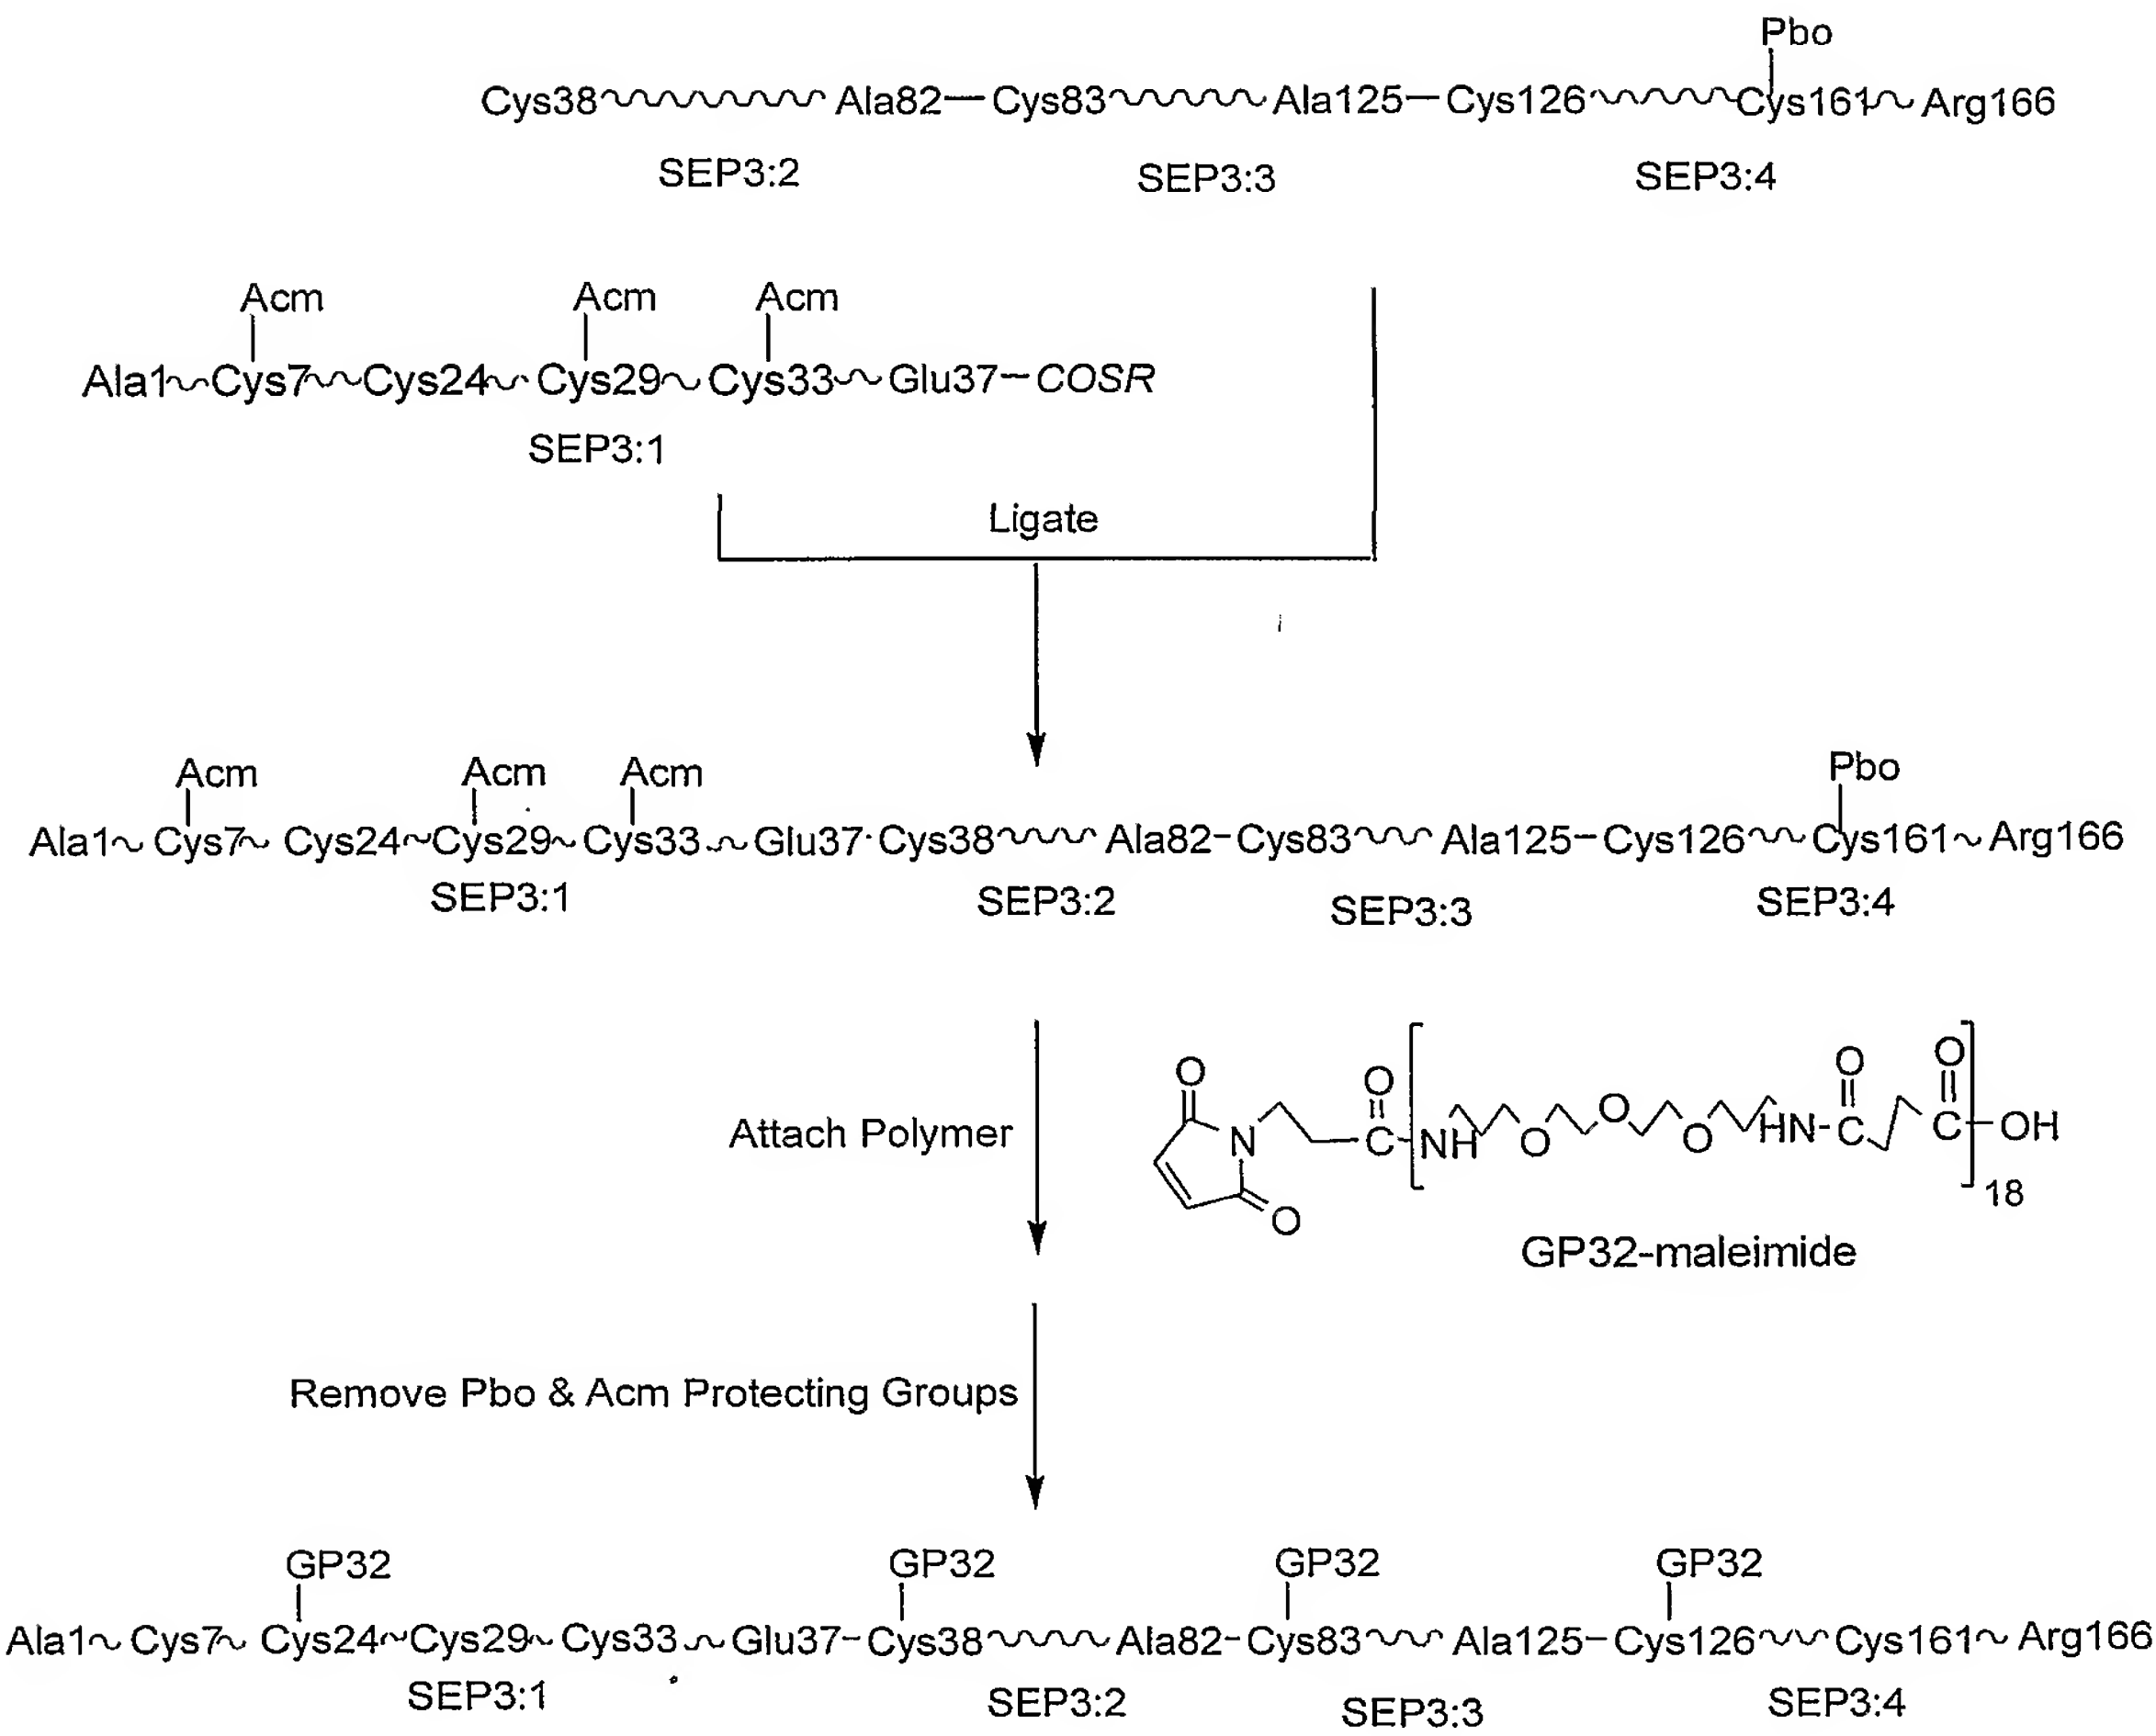 Pbo
Cys38 Ala82 Cys83 Ala125 Cys126 Cys161 Arg166
SEP3:2 SEP3:3 SEP3:4
Acm Acm Acm
Ala1 Cys7 Cys24 Cys29 Cys33 Glu37 COSR
SEP3:1
Ligate
Acm Acm Acm Pbo
Ala1 Cys7 Cys24 Cys29 Cys33 Glu37 Cys38 Ala82 Cys83 Ala125 Cys126 Cys161 Arg166
SEP3:1 SEP3:2 SEP3:3 SEP3:4
O O O O
Attach Polymer N C NH O O O HN C C OH
O 18
GP32-maleimide
Remove Pbo & Acm Protecting Groups
GP32 GP32 GP32 GP32
Ala1 Cys7 Cys24 Cys29 Cys33 Glu37 Cys38 Ala82 Cys83 Ala125 Cys126 Cys161 Arg166
SEP3:1 SEP3:2 SEP3:3 SEP3:4